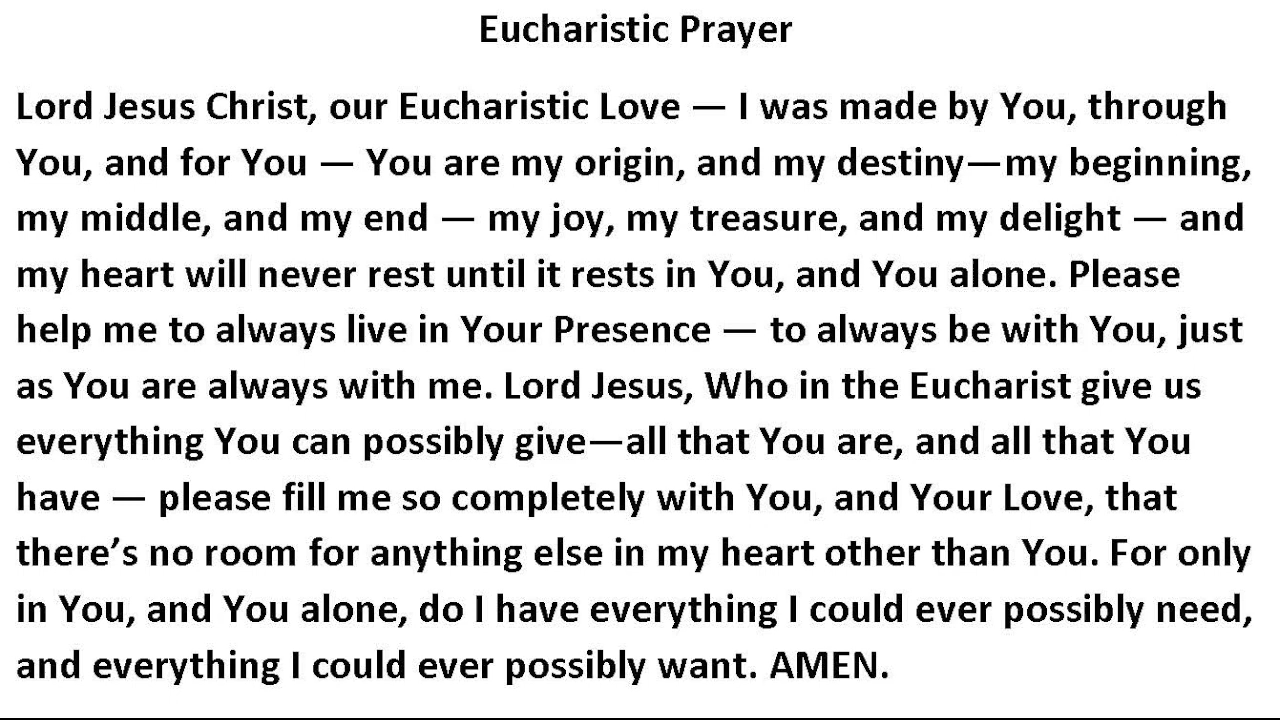 Eucharistic Prayer
Lord Jesus Christ, our Eucharistic Love — I was made by You, through
You, and for You — You are my origin, and my destiny—my beginning,
my middle, and my end — my joy, my treasure, and my delight — and
my heart will never rest until it rests in You, and You alone. Please
help me to always live in Your Presence — to always be with You, just
as You are always with me. Lord Jesus, Who in the Eucharist give us
everything You can possibly give—all that You are, and all that You
have — please fill me so completely with You, and Your Love, that
there’s no room for anything else in my heart other than You. For only
in You, and You alone, do I have everything I could ever possibly need,
and everything I could ever possibly want. AMEN.